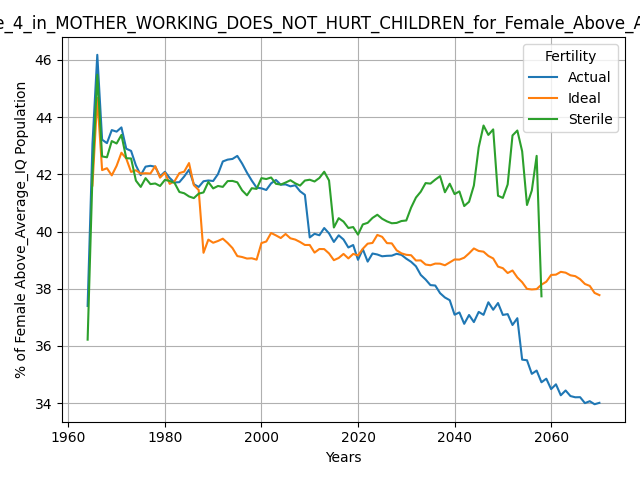 e_4_in_MOTHER_WORKING_DOES_NOT_HURT_CHILDREN_for_Female_Above_A
Fertility
Actual
Ideal
Sterile
% of Female Above_Average_IQ Population
46
44
42
40
38
36
34
1960
1980
2000
2020
2040
2060
Years